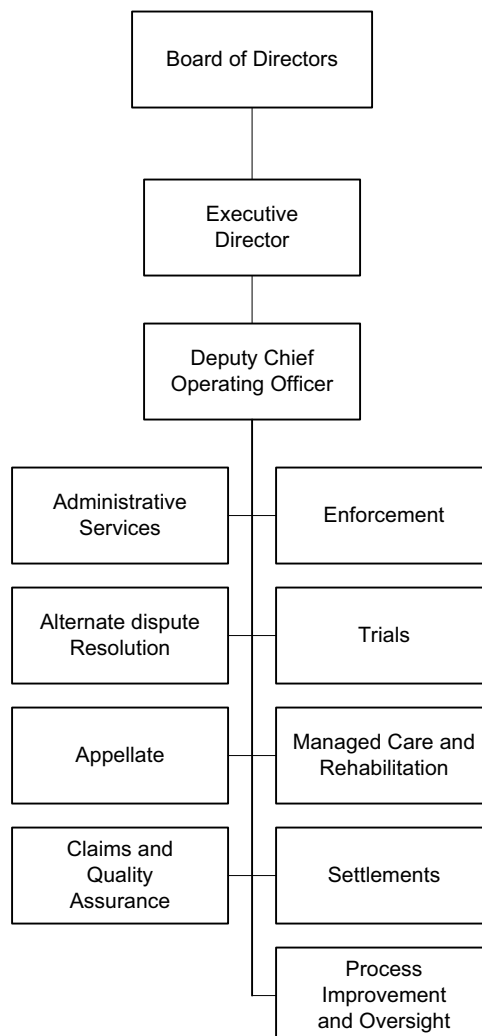 Board of Directors
Executive
Director
Deputy Chief
Operating Officer
Administrative
Services
Enforcement
Alternate dispute
Resolution
Trials
Appellate
Managed Care and
Rehabilitation
Claims and
Quality
Assurance
Settlements
Process
Improvement
and Oversight